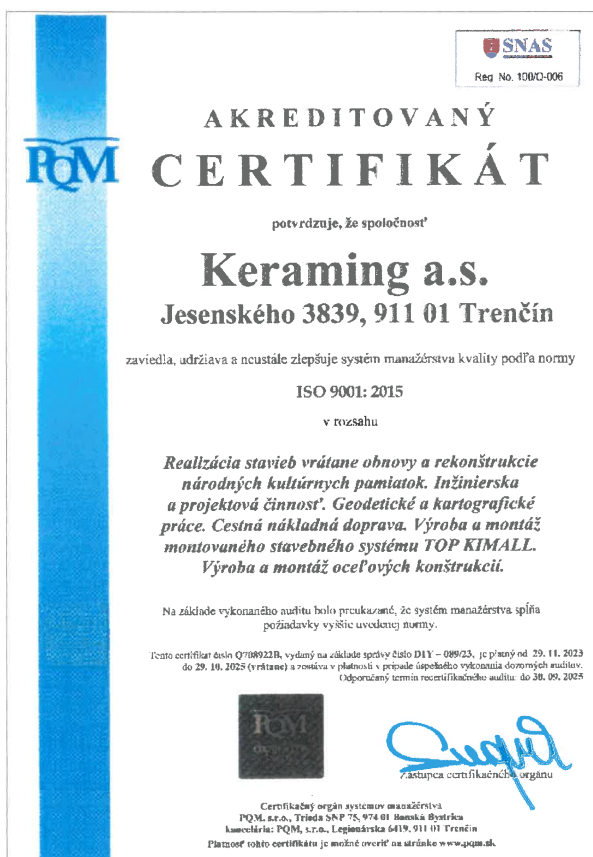 SNAS
Reg. No. 100/Q-006
AKREDITOVANÝ
PQM
CERTIFIKÁT
potvrdzuje, že spoločnosť
Keraming a.s.
Jesenského 3839, 911 01 Trenčín
zaviedla, udržiava a neustále zlepšuje systém manažérstva kvality podľa normy
ISO 9001: 2015
v rozsahu
Realizácia stavieb vrátane obnovy a rekonštrukcie
národných kultúrnych pamiatok. Inžinierska
a projektová činnosť. Geodetické a kartografické
práce. Cestná nákladná doprava. Výroba a montáž
montovaného stavebného systému TOP KIMALL.
Výroba a montáž oceľových konštrukcií.
Na základe vykonaného auditu bolo preukázané, že systém manažérstva spĺňa
požiadavky vyššie uvedenej normy.
Tento certifikát číslo Q708922B, vydaný na základe správy číslo D1Y – 089/23, je platný od 29. 11. 2023
do 29. 10. 2025 (vrátane) a zostáva v platnosti v prípade úspešného vykonania dozorných auditov.
Odporúčaný termín recertifikačného auditu: do 30. 09. 2025
PQM
Zástupca certifikačného orgánu
Certifikačný orgán systémov manažérstva
PQM, s.r.o., Trieda SNP 75, 974 01 Banská Bystrica
kancelária: PQM, s.r.o., Legionárska 6419, 911 01 Trenčín
Platnosť tohto certifikátu je možné overiť na stránke www.pqm.sk